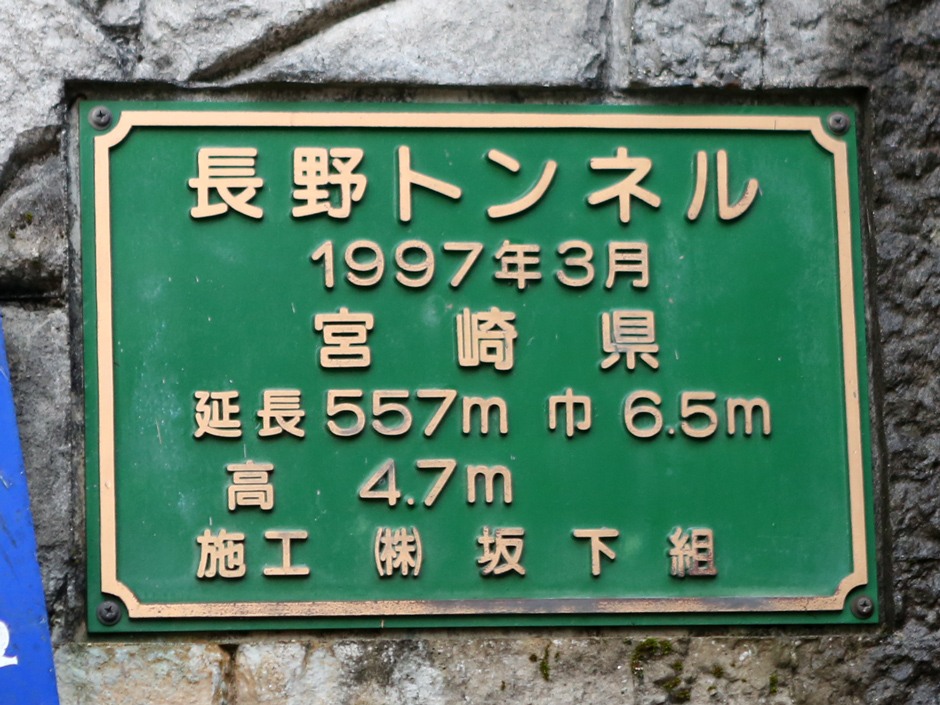 長野トンネル
1997年3月
宮崎県
延長557m 巾6.5m
高 4.7m
施工 ㈱坂下組